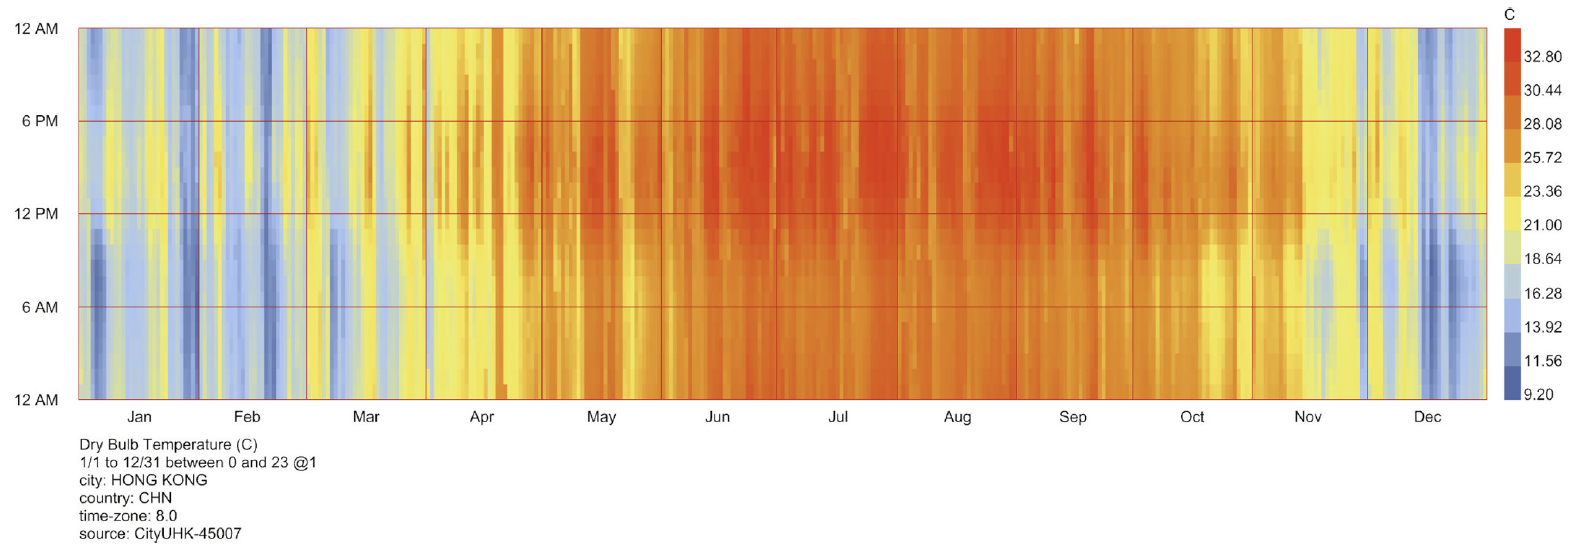 C
12 AM
6 PM
12 PM
6 AM
12 AM
32.80
30.44
28.08
25.72
23.36
21.00
18.64
16.28
13.92
11.56
9.20
Jan Feb Mar Apr May Jun Jul Aug Sep Oct Nov Dec
Dry Bulb Temperature (C)
1/1 to 12/31 between 0 and 23 @1
city: HONG KONG
country: CHN
time-zone: 8.0
source: CityUHK-45007